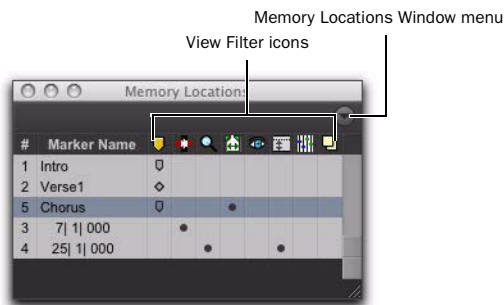 Memory Locations Window menu
View Filter icons
Memory Locations
# Marker Name
1 Intro
2 Verse1
5 Chorus
3 7| 1| 000
4 25| 1| 000